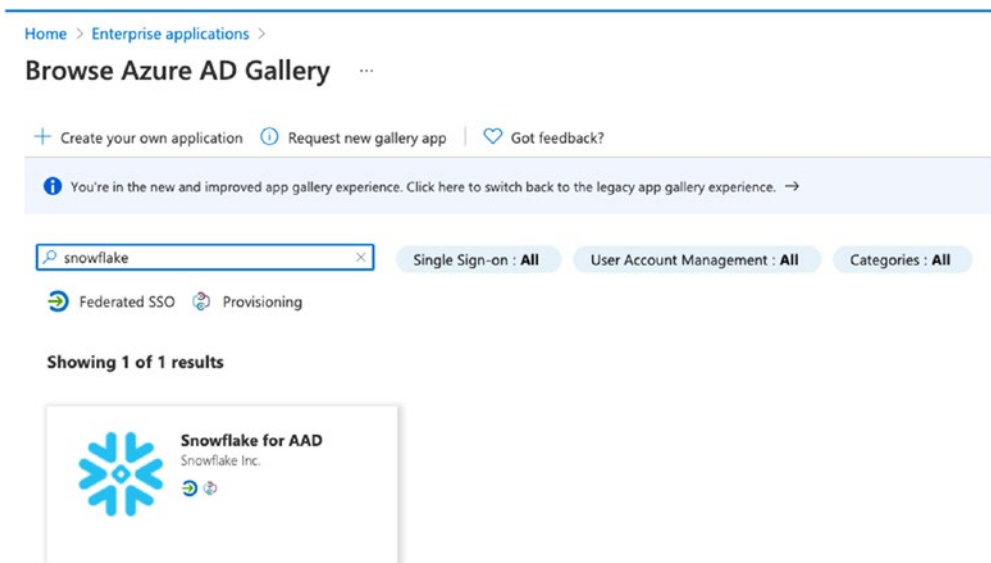 Home > Enterprise applications >
Browse Azure AD Gallery ...
+ Create your own application Request new gallery app Got feedback?
You're in the new and improved app gallery experience. Click here to switch back to the legacy app gallery experience. →
snowflake × Single Sign-on : All User Account Management : All Categories : All
Federated SSO Provisioning
Showing 1 of 1 results
Snowflake for AAD
Snowflake Inc.